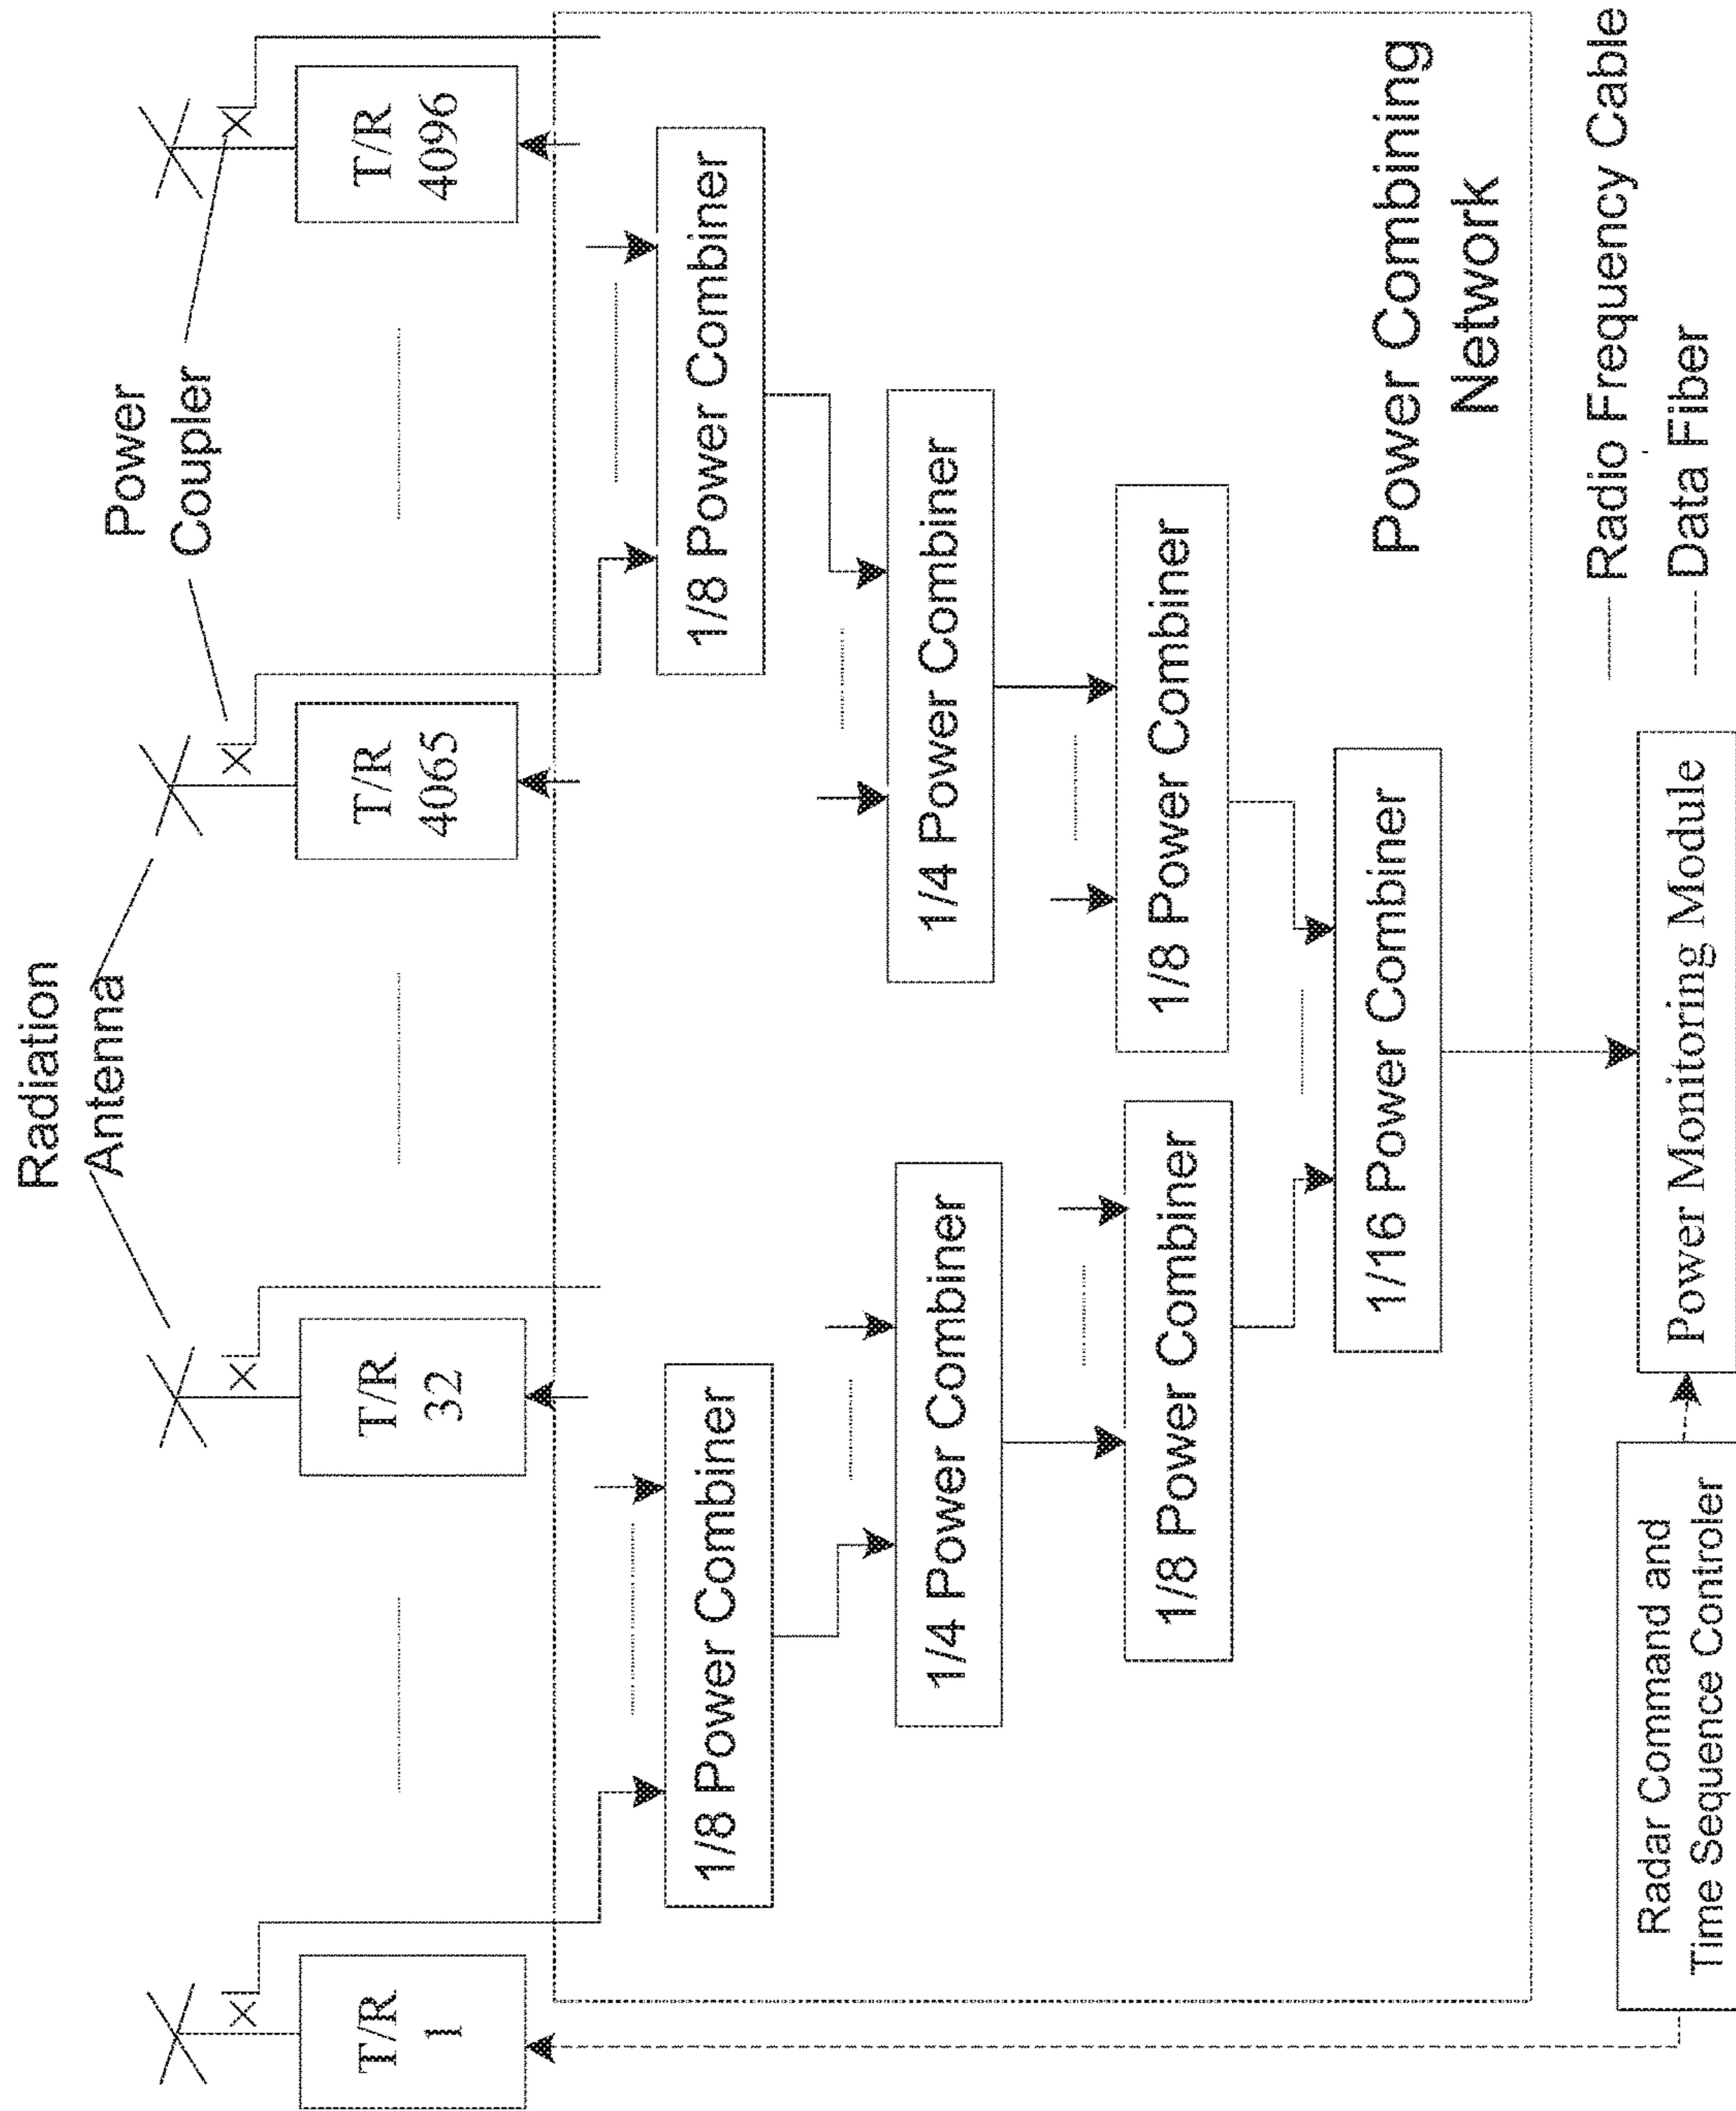 Radiation
Antenna
Power
Coupler
T/R
1
T/R
32
T/R
4065
T/R
4096
1/8 Power Combiner
1/8 Power Combiner
1/4 Power Combiner
1/4 Power Combiner
1/8 Power Combiner
1/8 Power Combiner
1/16 Power Combiner
Power Combining
Network
Radar Command and
Time Sequence Controler
Power Monitoring Module
Radio Frequency Cable
Data Fiber